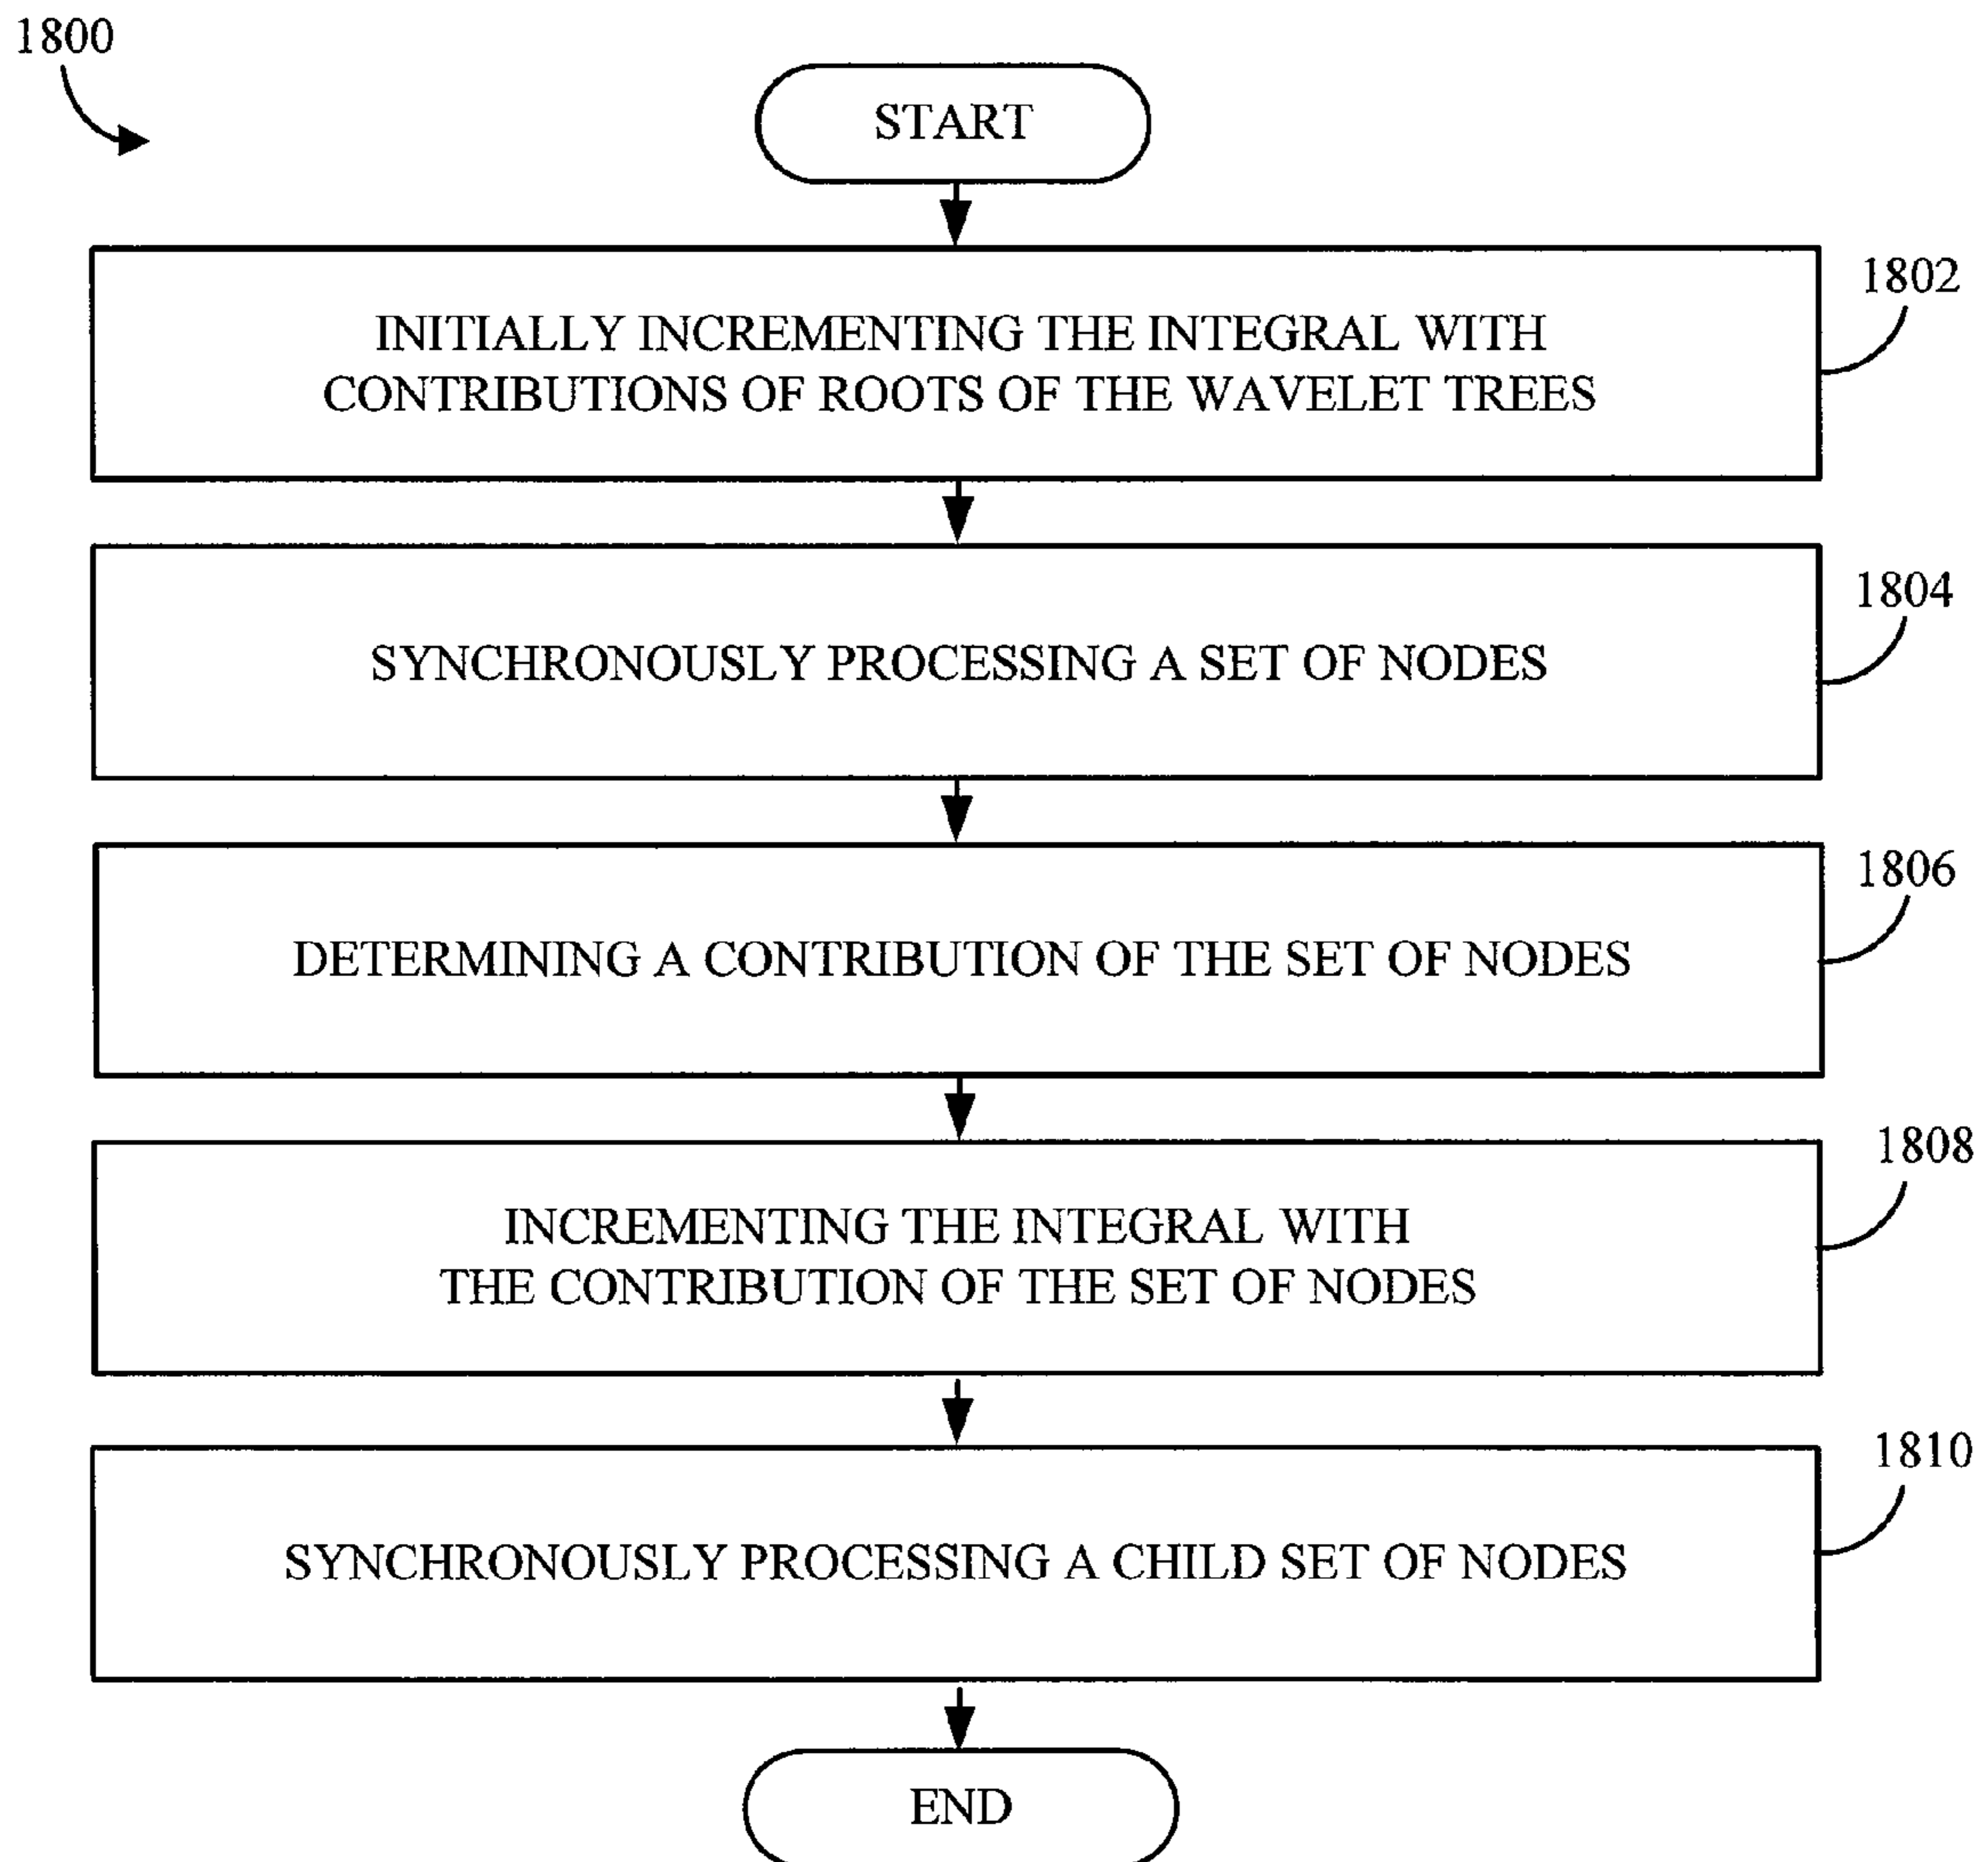 1800
START
1802
INITIALLY INCREMENTING THE INTEGRAL WITH
CONTRIBUTIONS OF ROOTS OF THE WAVELET TREES
1804
SYNCHRONOUSLY PROCESSING A SET OF NODES
1806
DETERMINING A CONTRIBUTION OF THE SET OF NODES
1808
INCREMENTING THE INTEGRAL WITH
THE CONTRIBUTION OF THE SET OF NODES
1810
SYNCHRONOUSLY PROCESSING A CHILD SET OF NODES
END